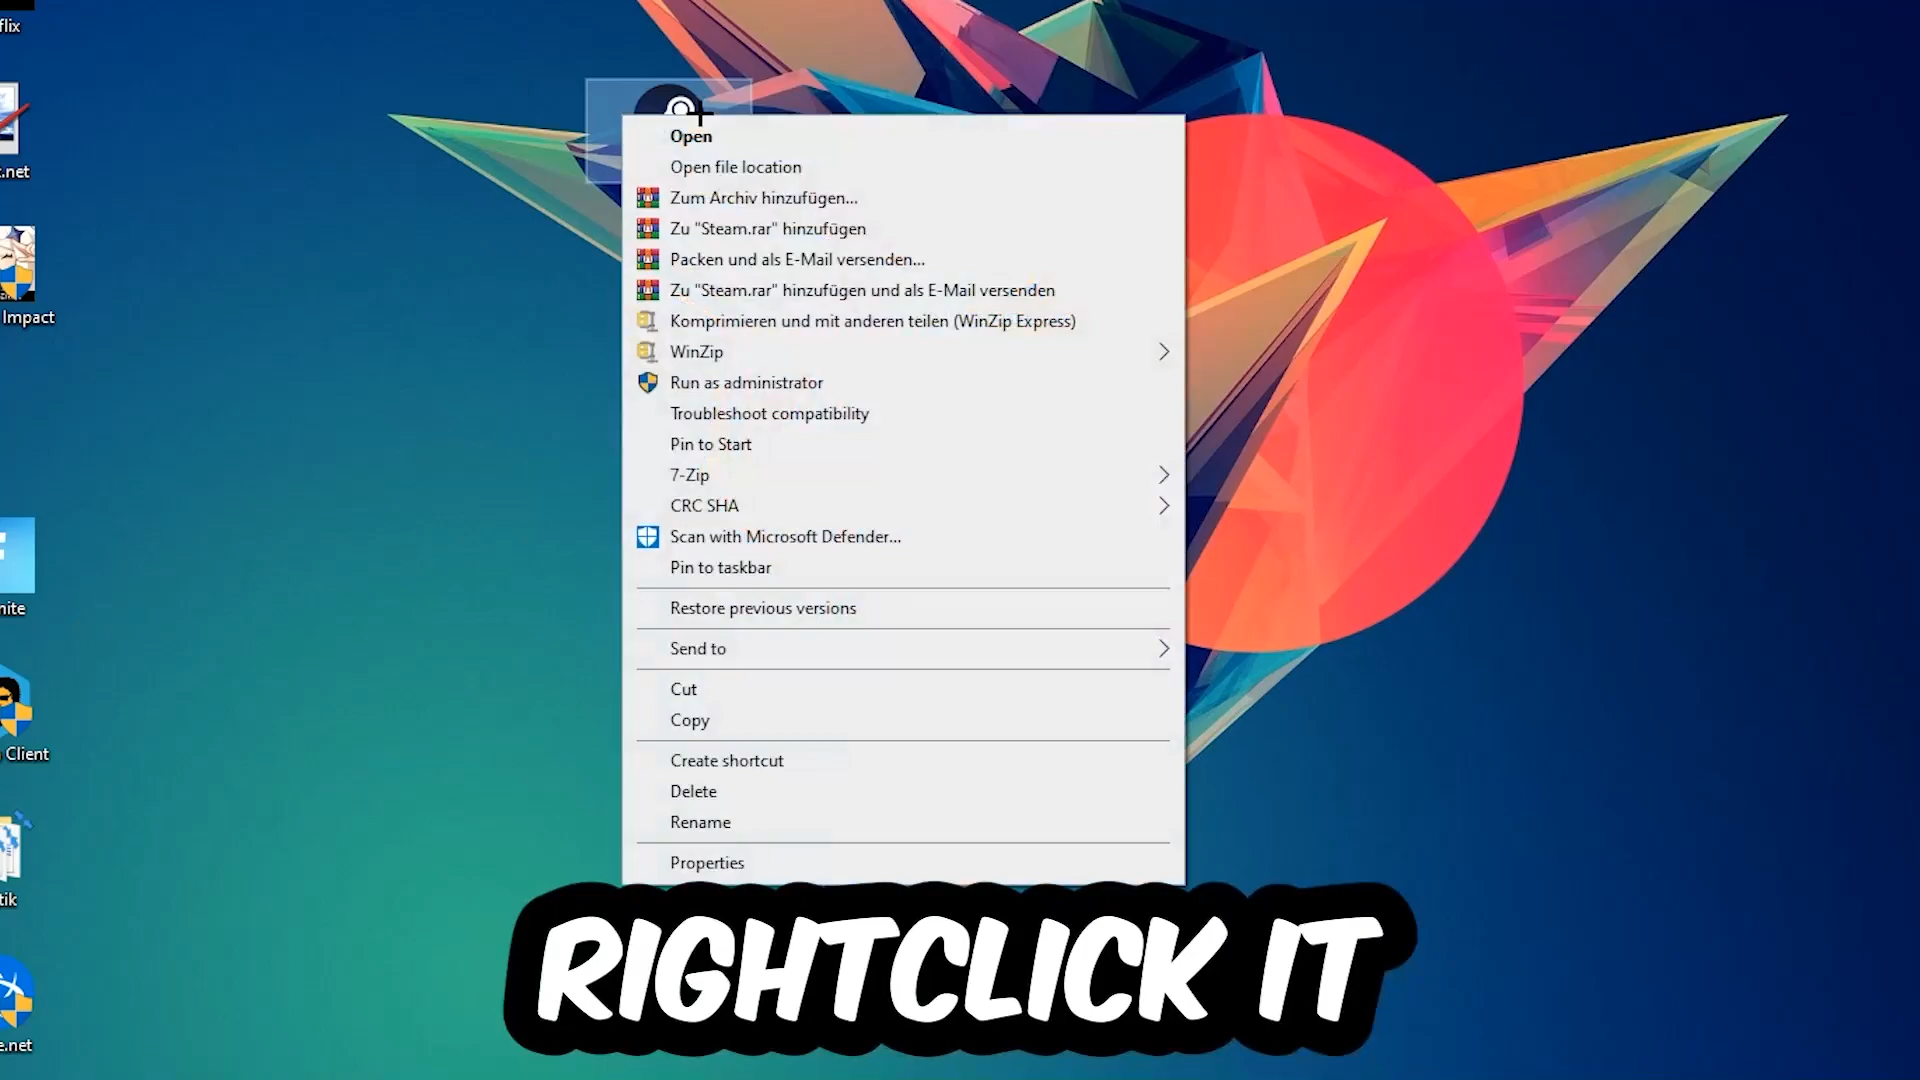 flix
.net
Impact
nite
Client
tik
e.net
Open
Open file location
Zum Archiv hinzufügen...
Zu "Steam.rar" hinzufügen
Packen und als E-Mail versenden...
Zu "Steam.rar" hinzufügen und als E-Mail versenden
Komprimieren und mit anderen teilen (WinZip Express)
WinZip
Run as administrator
Troubleshoot compatibility
Pin to Start
7-Zip
CRC SHA
Scan with Microsoft Defender...
Pin to taskbar
Restore previous versions
Send to
Cut
Copy
Create shortcut
Delete
Rename
Properties
RIGHTCLICK IT